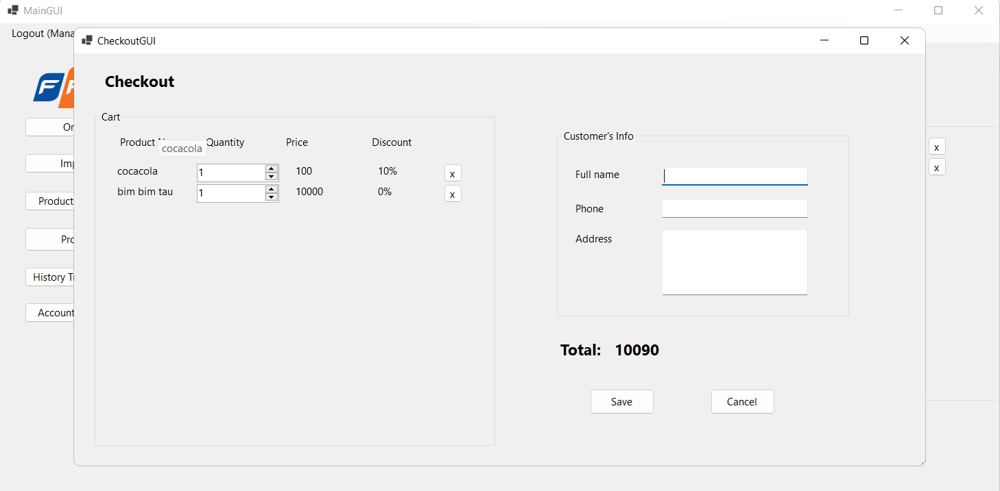 MainGUI
Logout (Mana
CheckoutGUI
F
Checkout
Cart
Product N
cocacola
Quantity
Price
Discount
cocacola
1
100
10%
x
bim bim tau
1
10000
0%
x
Customer's Info
Full name
Phone
Address
Total: 10090
Save
Cancel
Or
Imp
Product
Pro
History Tr
Account
x
x